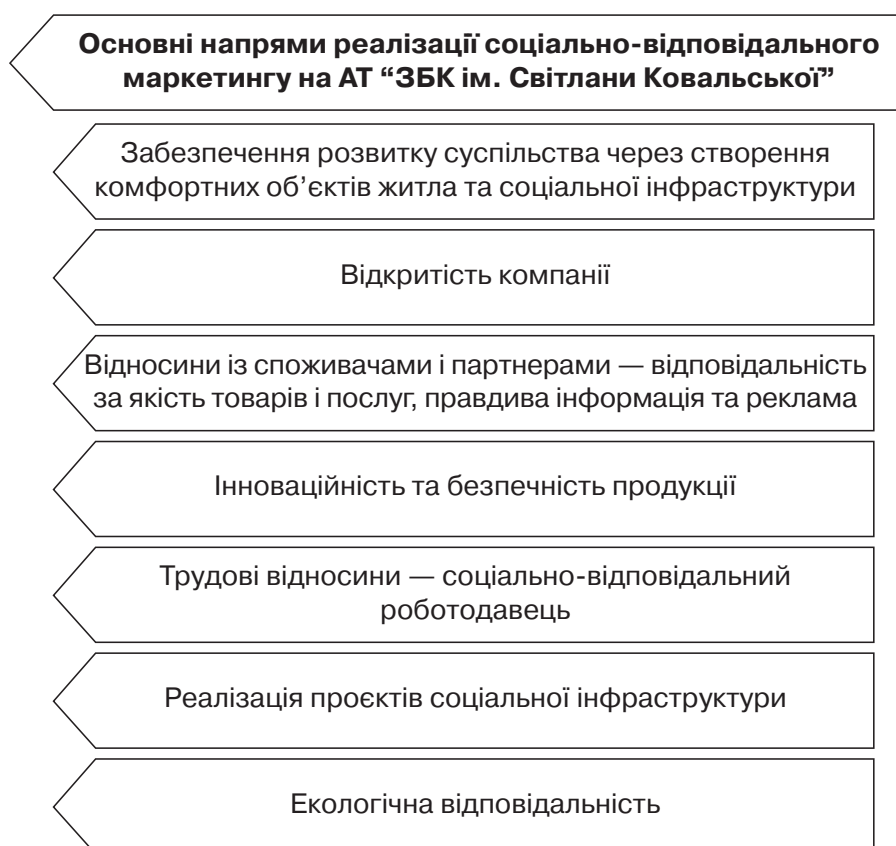 Основні напрями реалізації соціально-відповідального
маркетингу на АТ “ЗБК ім. Світлани Ковальської”
Забезпечення розвитку суспільства через створення
комфортних об’єктів житла та соціальної інфраструктури
Відкритість компанії
Відносини із споживачами і партнерами — відповідальність
за якість товарів і послуг, правдива інформація та реклама
Інноваційність та безпечність продукції
Трудові відносини — соціально-відповідальний
роботодавець
Реалізація проєктів соціальної інфраструктури
Екологічна відповідальність